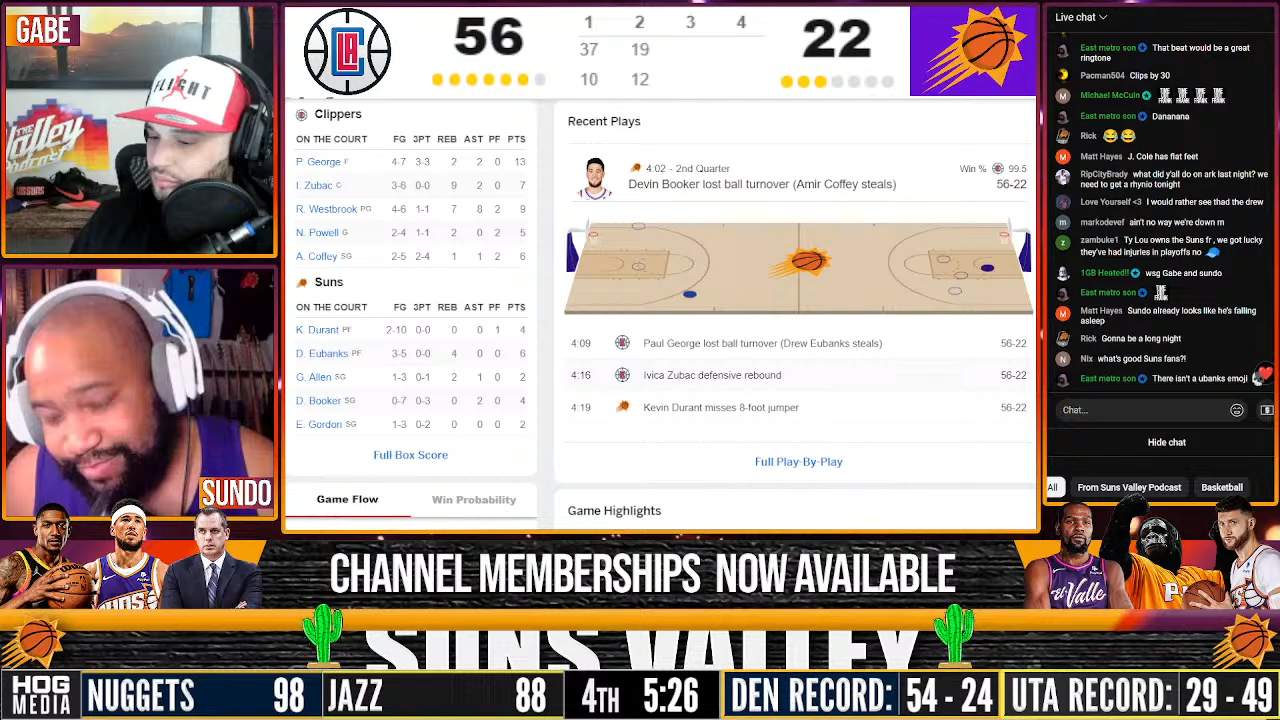 GABE
FLIGHT
The Valley
SUNDO
LA
56
1 2 3 4
37 19
10 12
22
Clippers
ON THE COURT FG 3PT REB AST PF PTS
P. George F 4-7 3-3 2 2 0 13
I. Zubac C 3-6 0-0 9 2 0 7
R. Westbrook PG 4-6 1-1 7 8 2 9
N. Powell G 2-4 1-1 2 0 2 5
A. Coffey SG 2-5 2-4 1 1 2 6
Suns
ON THE COURT FG 3PT REB AST PF PTS
K. Durant PF 2-10 0-0 0 0 1 4
D. Eubanks PF 3-5 0-0 4 0 0 6
G. Allen SG 1-3 0-1 2 1 0 2
D. Booker SG 0-7 0-3 0 2 0 4
E. Gordon SG 1-3 0-2 0 0 0 2
Full Box Score
Game Flow Win Probability
Recent Plays
4:02 - 2nd Quarter Win % 99.5
Devin Booker lost ball turnover (Amir Coffey steals) 56-22
4:09 Paul George lost ball turnover (Drew Eubanks steals) 56-22
4:16 Ivica Zubac defensive rebound 56-22
4:19 Kevin Durant misses 8-foot jumper 56-22
Full Play-By-Play
Game Highlights
Live chat
East metro son That beat would be a great
ringtone
Pacman504 Clips by 30
Michael McCuin
East metro son Dananana
Rick 😂😂
Matt Hayes J. Cole has flat feet
RipCityBrady what did y'all do on ark last night? we
need to get a rhynio tonight
Love Yourself <3 I would rather see thad the drew
markodevef ain't no way we're down m
zambuke1 Ty Lou owns the Suns fr , we got lucky
they've had injuries in playoffs no 🧢
1GB Heated!! wsg Gabe and sundo
East metro son
Matt Hayes Sundo already looks like he's falling
asleep
Rick Gonna be a long night
Nix what's good Suns fans?!
East metro son There isn't a ubanks emoji
Chat...
Hide chat
All From Suns Valley Podcast Basketball
CHANNEL MEMBERSHIPS NOW AVAILABLE
SUNS VALLEY
HOG
MEDIA
NUGGETS 98 JAZZ 88 4TH 5:26 DEN RECORD: 54 - 24 UTA RECORD: 29 - 49